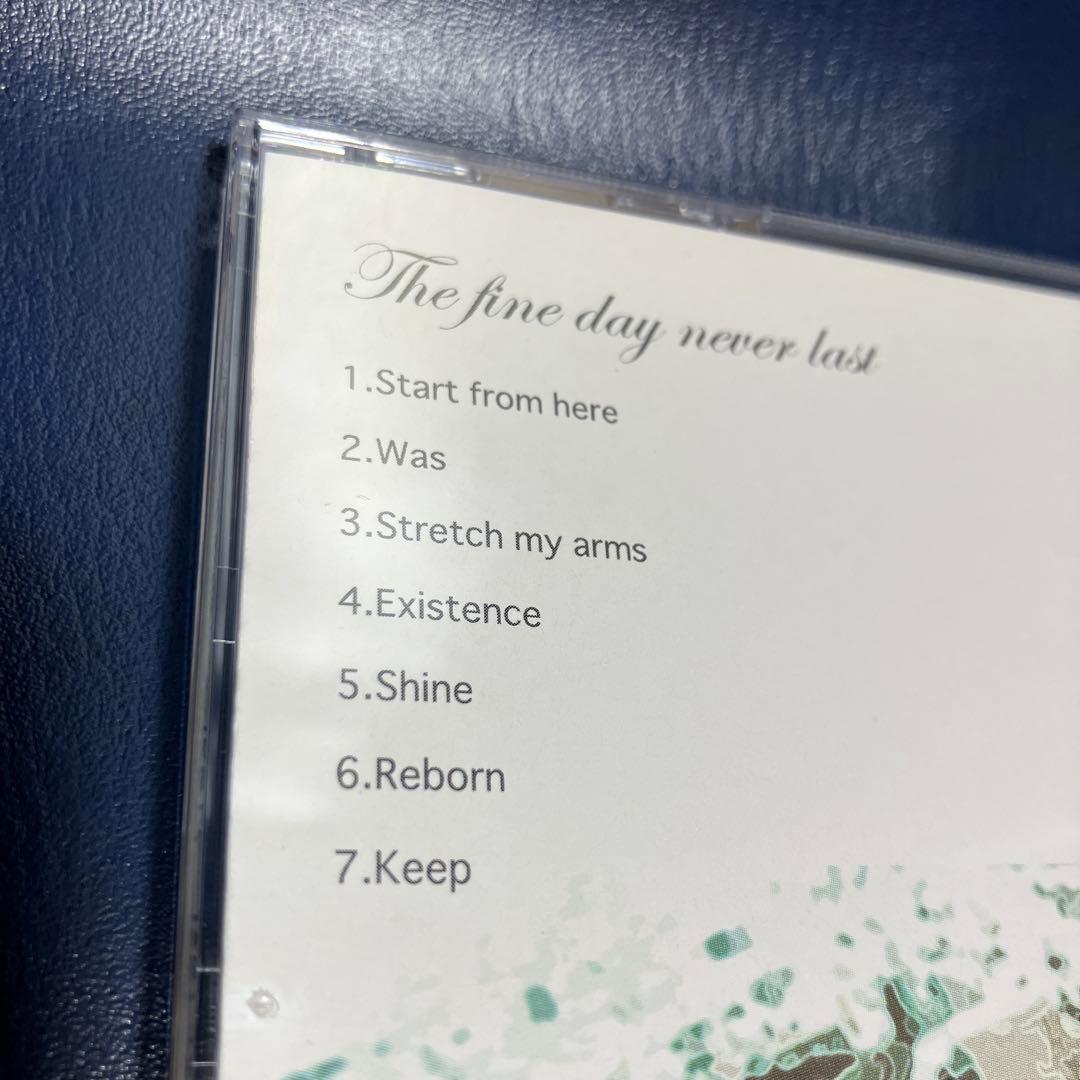 The fine day never last
1.Start from here
2.Was
3.Stretch my arms
4.Existence
5.Shine
6.Reborn
7.Keep